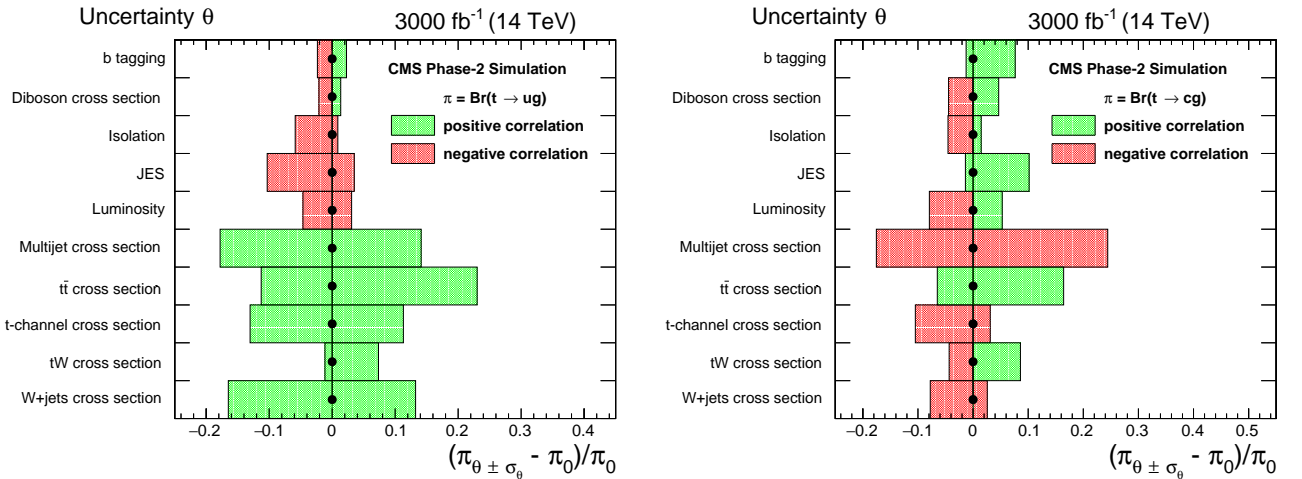 Uncertainty θ
3000 fb⁻¹ (14 TeV)
b tagging
Diboson cross section
Isolation
JES
Luminosity
Multijet cross section
tt̄ cross section
t-channel cross section
tW cross section
W+jets cross section
CMS Phase-2 Simulation
π = Br(t → ug)
positive correlation
negative correlation
−0.2 −0.1 0 0.1 0.2 0.3 0.4
(π_θ ± σ_θ - π₀)/π₀
Uncertainty θ
3000 fb⁻¹ (14 TeV)
b tagging
Diboson cross section
Isolation
JES
Luminosity
Multijet cross section
tt̄ cross section
t-channel cross section
tW cross section
W+jets cross section
CMS Phase-2 Simulation
π = Br(t → cg)
positive correlation
negative correlation
−0.2 −0.1 0 0.1 0.2 0.3 0.4 0.5
(π_θ ± σ_θ - π₀)/π₀